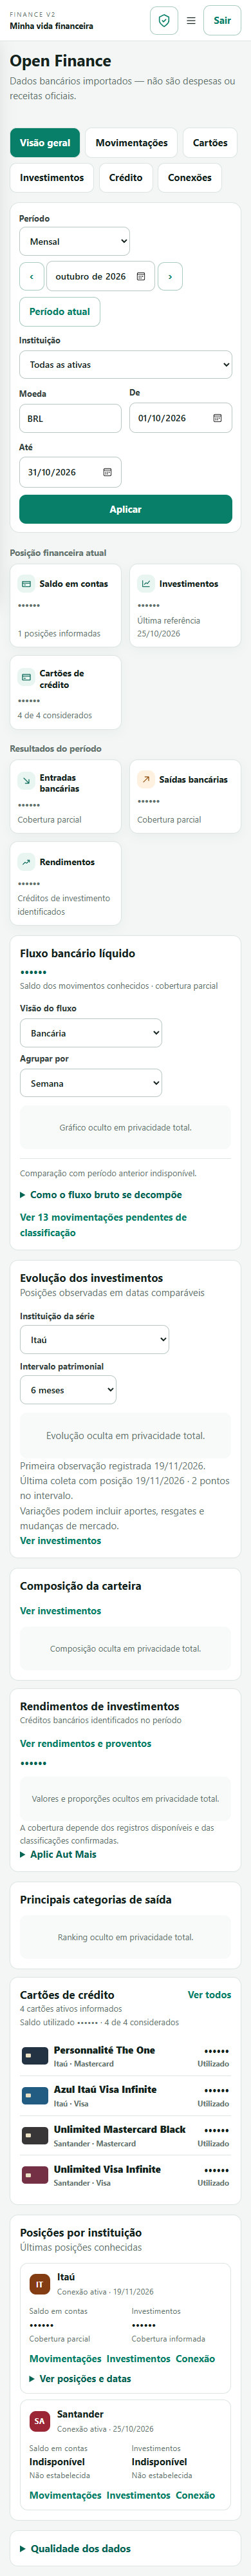 FINANCE V2
Minha vida financeira
Sair
Open Finance
Dados bancários importados — não são despesas ou
receitas oficiais.
Visão geral
Movimentações
Cartões
Investimentos
Crédito
Conexões
Período
Mensal
‹
outubro de 2026
›
Período atual
Instituição
Todas as ativas
Moeda
De
BRL
01/10/2026
Até
31/10/2026
Aplicar
Posição financeira atual
Saldo em contas
••••••
1 posições informadas
Investimentos
••••••
Última referência
25/10/2026
Cartões de
crédito
••••••
4 de 4 considerados
Resultados do período
Entradas
bancárias
••••••
Cobertura parcial
Saídas bancárias
••••••
Cobertura parcial
Rendimentos
••••••
Créditos de investimento
identificados
Fluxo bancário líquido
••••••
Saldo dos movimentos conhecidos · cobertura parcial
Visão do fluxo
Bancária
Agrupar por
Semana
Gráfico oculto em privacidade total.
Comparação com período anterior indisponível.
Como o fluxo bruto se decompõe
Ver 13 movimentações pendentes de
classificação
Evolução dos investimentos
Posições observadas em datas comparáveis
Instituição da série
Itaú
Intervalo patrimonial
6 meses
Evolução oculta em privacidade total.
Primeira observação registrada 19/11/2026.
Última coleta com posição 19/11/2026 · 2 pontos
no intervalo.
Variações podem incluir aportes, resgates e
mudanças de mercado.
Ver investimentos
Composição da carteira
Ver investimentos
Composição oculta em privacidade total.
Rendimentos de investimentos
Créditos bancários identificados no período
Ver rendimentos e proventos
••••••
Valores e proporções ocultos em privacidade total.
A cobertura depende dos registros disponíveis e das
classificações confirmadas.
Aplic Aut Mais
Principais categorias de saída
Ranking oculto em privacidade total.
Cartões de crédito
Ver todos
4 cartões ativos informados
Saldo utilizado •••••• · 4 de 4 considerados
Personnalité The One
••••••
Itaú · Mastercard
Utilizado
Azul Itaú Visa Infinite
••••••
Itaú · Visa
Utilizado
Unlimited Mastercard Black
••••••
Santander · Mastercard
Utilizado
Unlimited Visa Infinite
••••••
Santander · Visa
Utilizado
Posições por instituição
Últimas posições conhecidas
IT
Itaú
Conexão ativa · 19/11/2026
Saldo em contas
Investimentos
••••••
••••••
Cobertura parcial
Cobertura informada
Movimentações Investimentos Conexão
Ver posições e datas
SA
Santander
Conexão ativa · 25/10/2026
Saldo em contas
Investimentos
Indisponível
Indisponível
Não estabelecida
Não estabelecida
Movimentações Investimentos Conexão
Qualidade dos dados